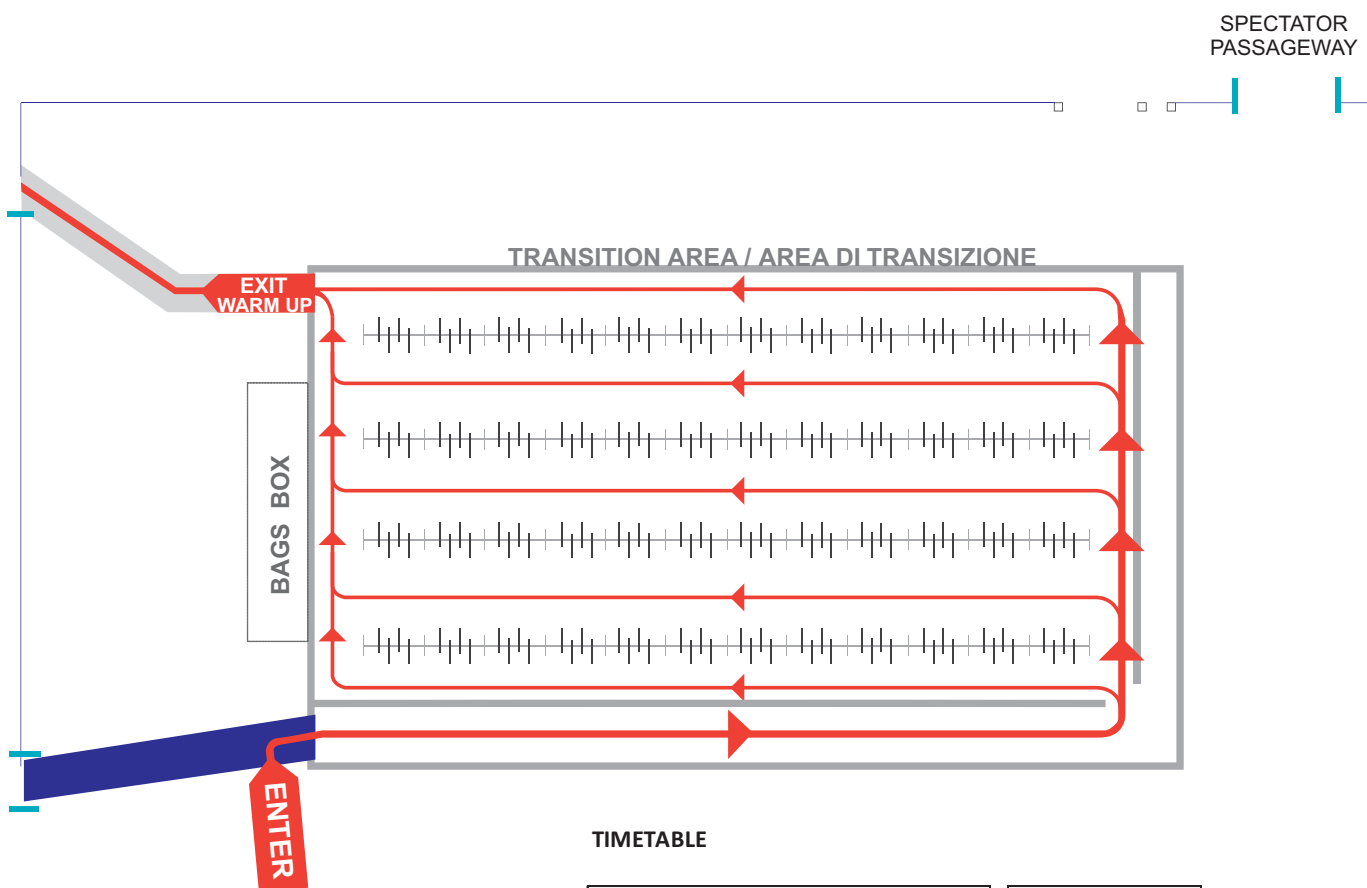 SPECTATOR
PASSAGEWAY
TRANSITION AREA / AREA DI TRANSIZIONE
EXIT
WARM UP
BAGS BOX
ENTER
TIMETABLE